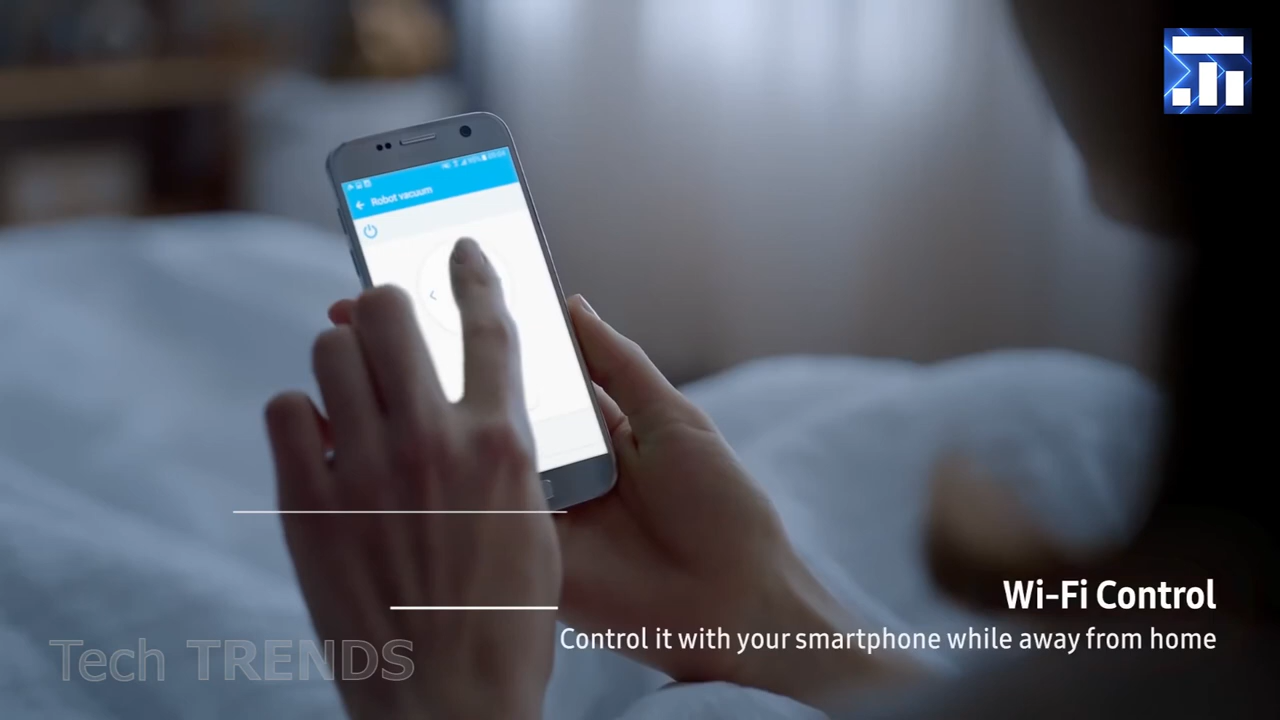 Robot vacuum
Wi-Fi Control
Control it with your smartphone while away from home
Tech TRENDS